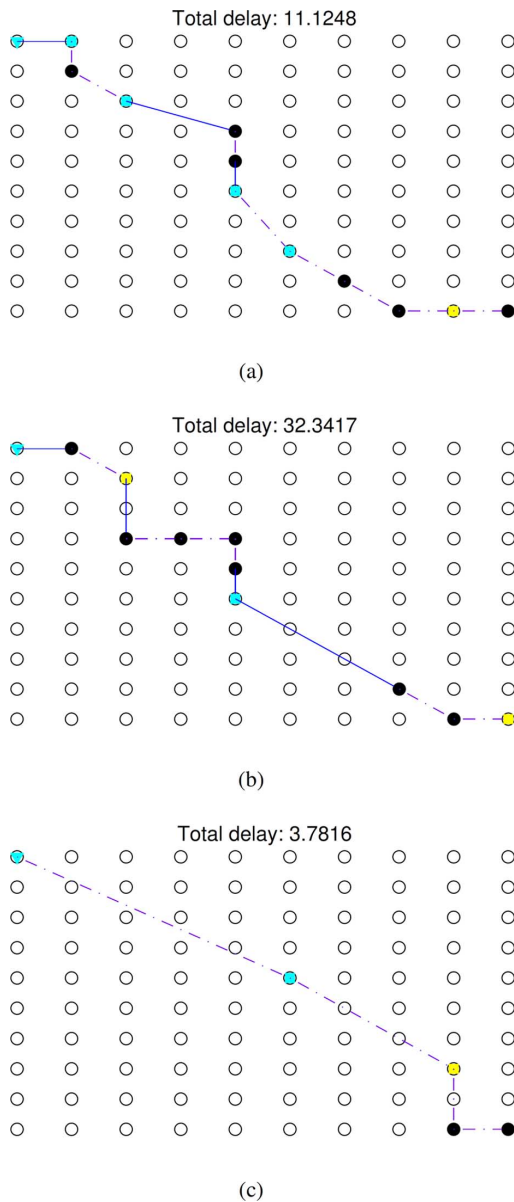 Total delay: 11.1248
(a)
Total delay: 32.3417
(b)
Total delay: 3.7816
(c)